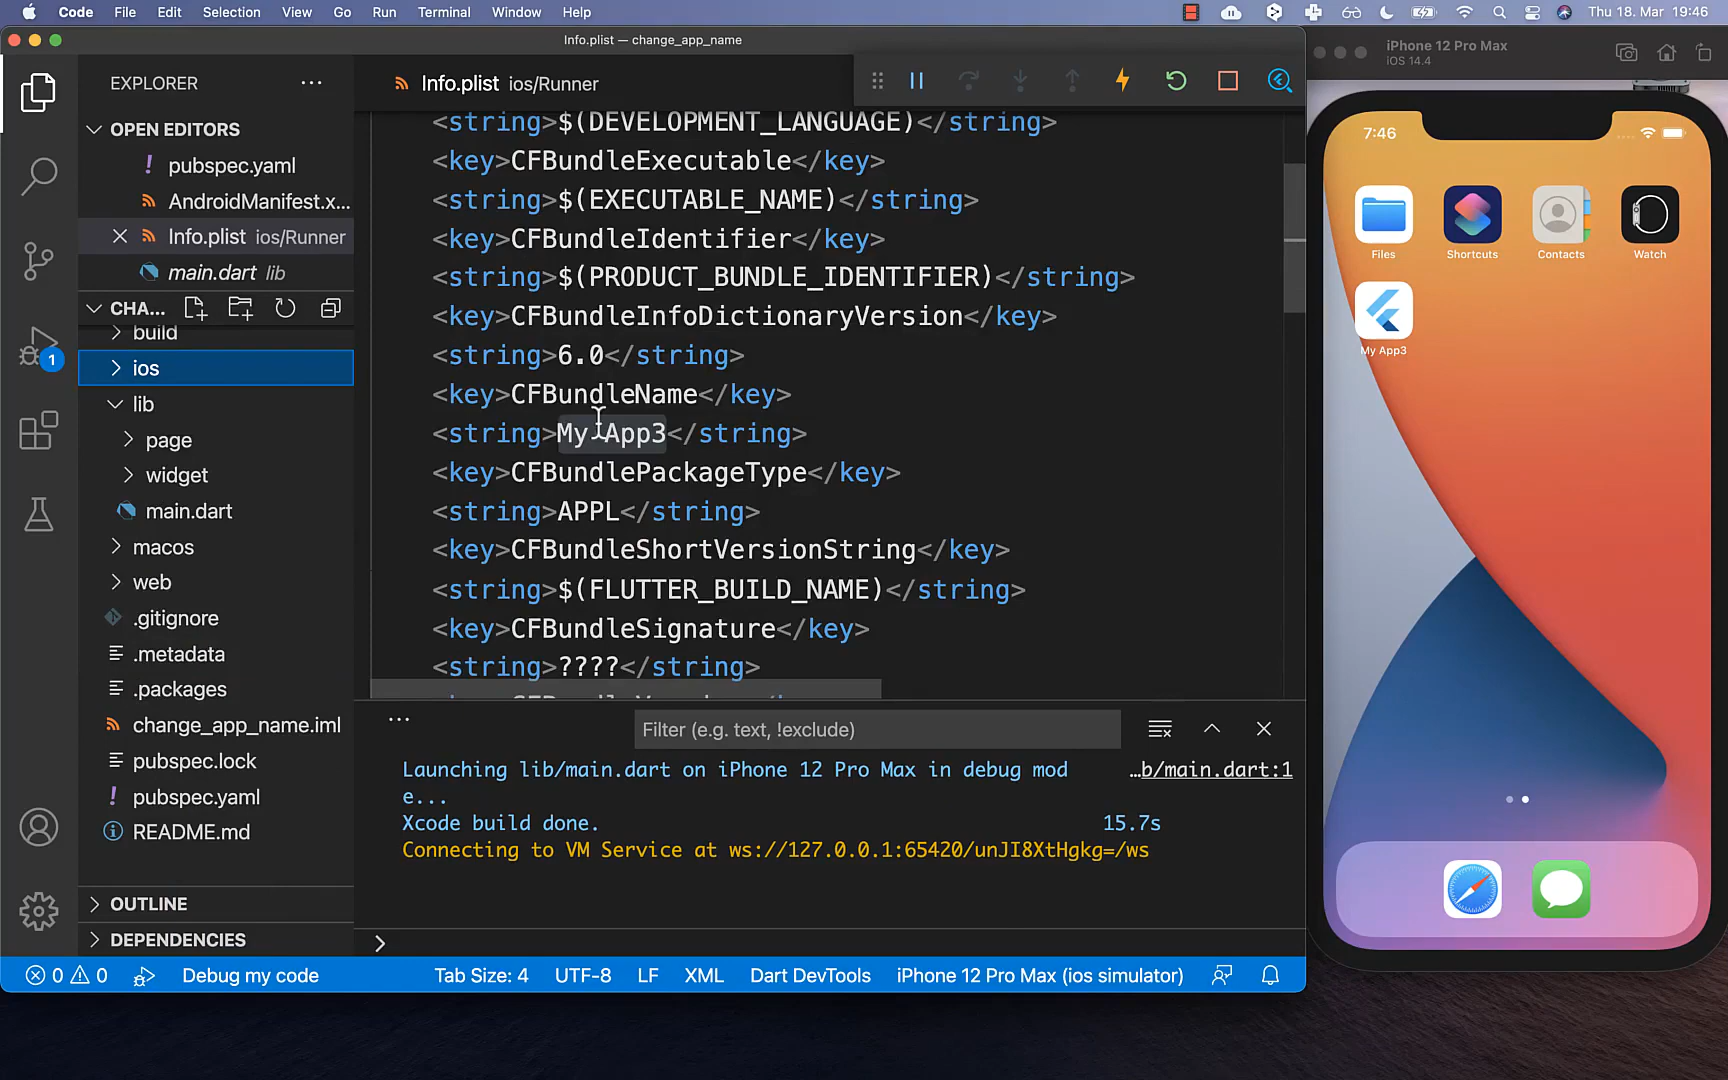 Code File Edit Selection View Go Run Terminal Window Help
Thu 18. Mar 19:46
Info.plist — change_app_name
EXPLORER
OPEN EDITORS
! pubspec.yaml
AndroidManifest.x...
Info.plist ios/Runner
main.dart lib
CHA...
build
ios
lib
page
widget
main.dart
macos
web
.gitignore
.metadata
.packages
change_app_name.iml
pubspec.lock
! pubspec.yaml
README.md
OUTLINE
DEPENDENCIES
1
Info.plist ios/Runner
<string>$(DEVELOPMENT_LANGUAGE)</string>
<key>CFBundleExecutable</key>
<string>$(EXECUTABLE_NAME)</string>
<key>CFBundleIdentifier</key>
<string>$(PRODUCT_BUNDLE_IDENTIFIER)</string>
<key>CFBundleInfoDictionaryVersion</key>
<string>6.0</string>
<key>CFBundleName</key>
<string>My App3</string>
<key>CFBundlePackageType</key>
<string>APPL</string>
<key>CFBundleShortVersionString</key>
<string>$(FLUTTER_BUILD_NAME)</string>
<key>CFBundleSignature</key>
<string>????</string>
Filter (e.g. text, !exclude)
Launching lib/main.dart on iPhone 12 Pro Max in debug mod
e...
…b/main.dart:1
Xcode build done. 15.7s
Connecting to VM Service at ws://127.0.0.1:65420/unJI8XtHgkg=/ws
0 0 Debug my code Tab Size: 4 UTF-8 LF XML Dart DevTools iPhone 12 Pro Max (ios simulator)
iPhone 12 Pro Max
iOS 14.4
7:46
Files Shortcuts Contacts Watch
My App3